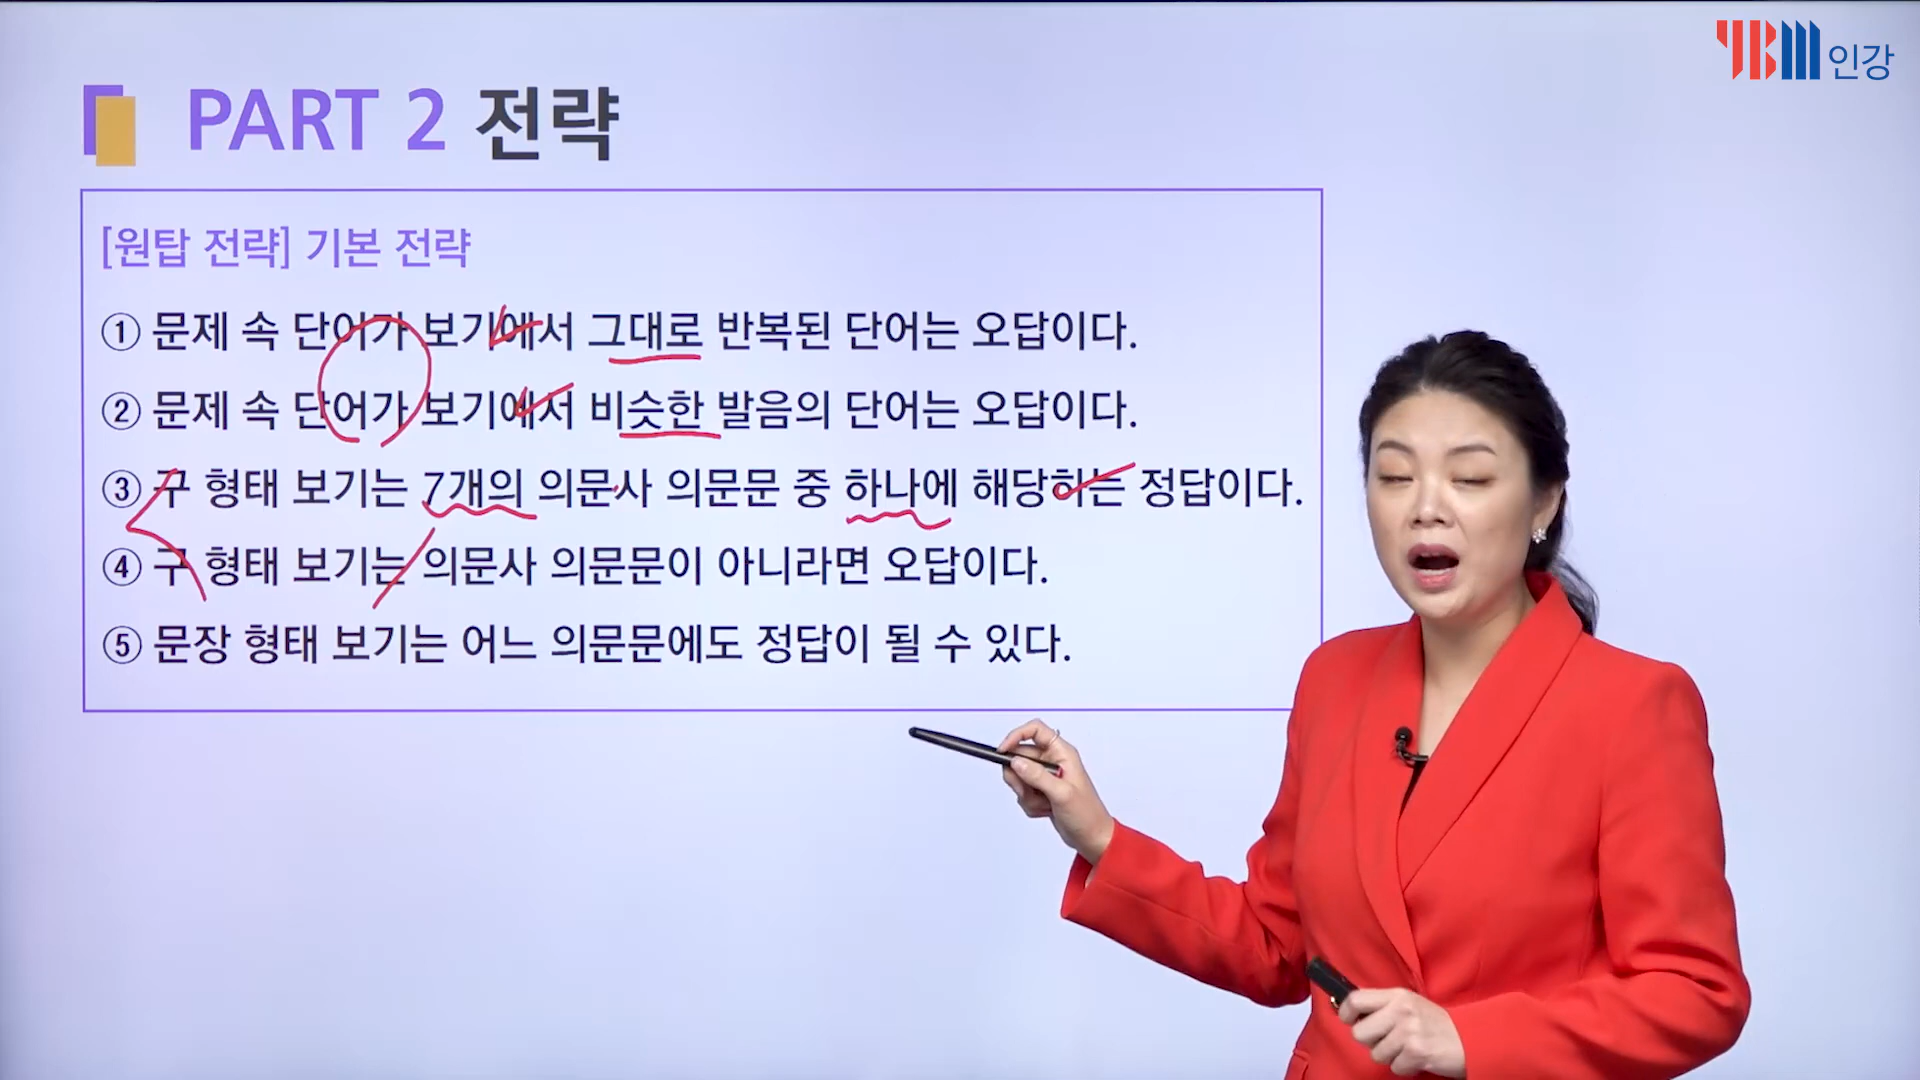 YBM 인강
PART 2 전략
[원탑 전략] 기본 전략
① 문제 속 단어가 보기에서 그대로 반복된 단어는 오답이다.
② 문제 속 단어가 보기에서 비슷한 발음의 단어는 오답이다.
③ 구 형태 보기는 7개의 의문사 의문문 중 하나에 해당하는 정답이다.
④ 구 형태 보기는 의문사 의문문이 아니라면 오답이다.
⑤ 문장 형태 보기는 어느 의문문에도 정답이 될 수 있다.